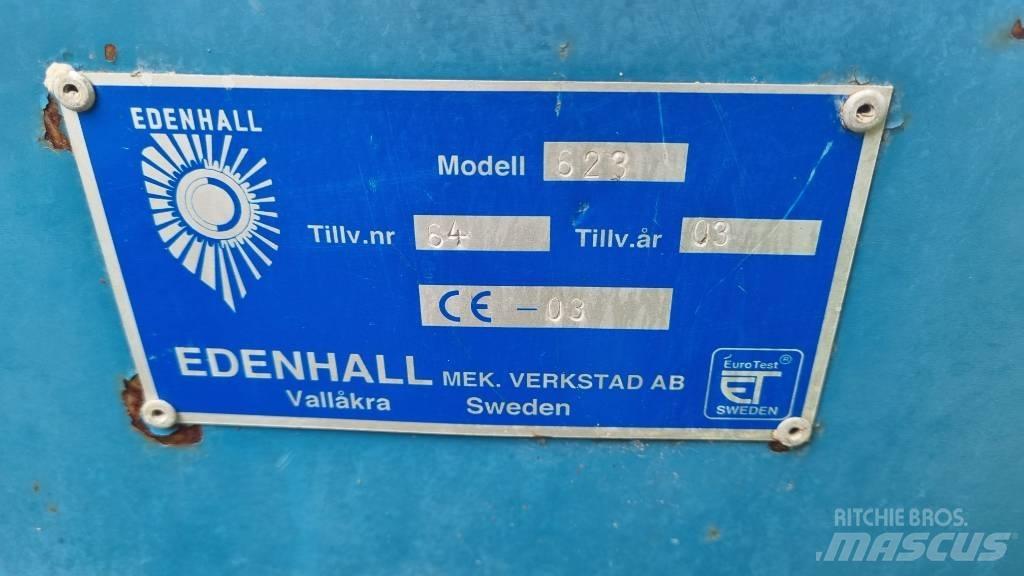 EDENHALL
Modell 623
Tillv.nr 64 Tillv.år 03
CE - 03
EDENHALL MEK. VERKSTAD AB
Vallåkra Sweden
EuroTest®
ET
SWEDEN
RITCHIE BROS.
MASCUS